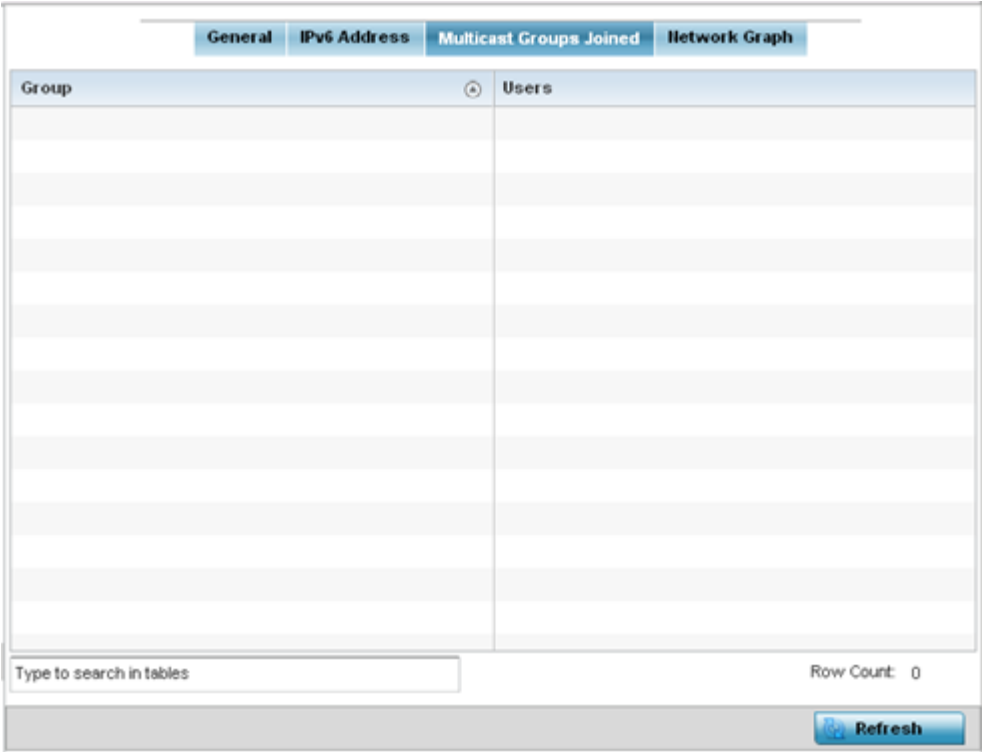 General IPv6 Address Multicast Groups Joined Network Graph
Group Users
Type to search in tables Row Count: 0
Refresh